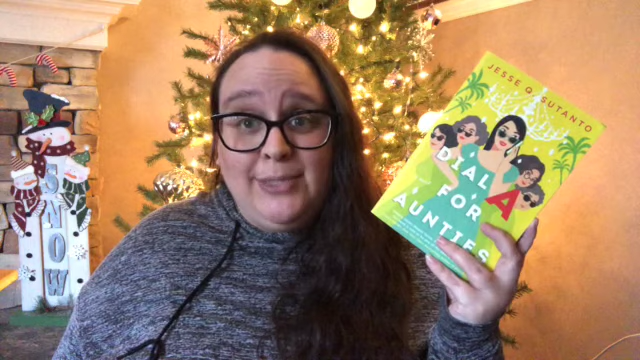 SNOW
JESSE Q. SUTANTO
DIAL A
FOR
AUNTIES